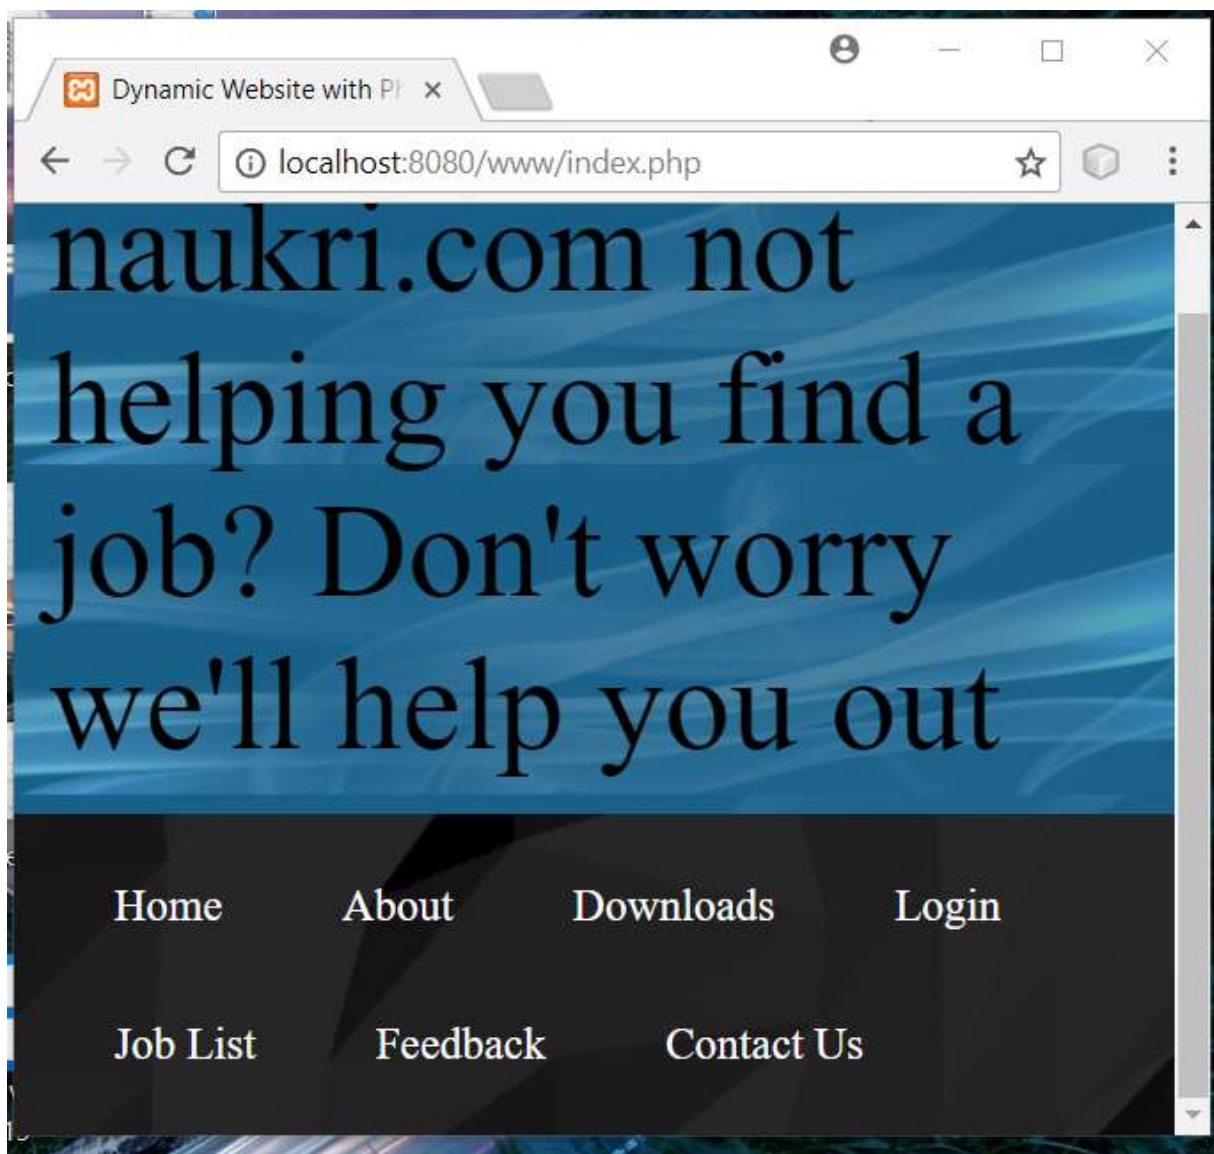 Dynamic Website with
localhost:8080/www/index.php
naukri.com not
helping you find a
job? Don't worry
we'll help you out
Home About Downloads Login
Job List Feedback Contact Us